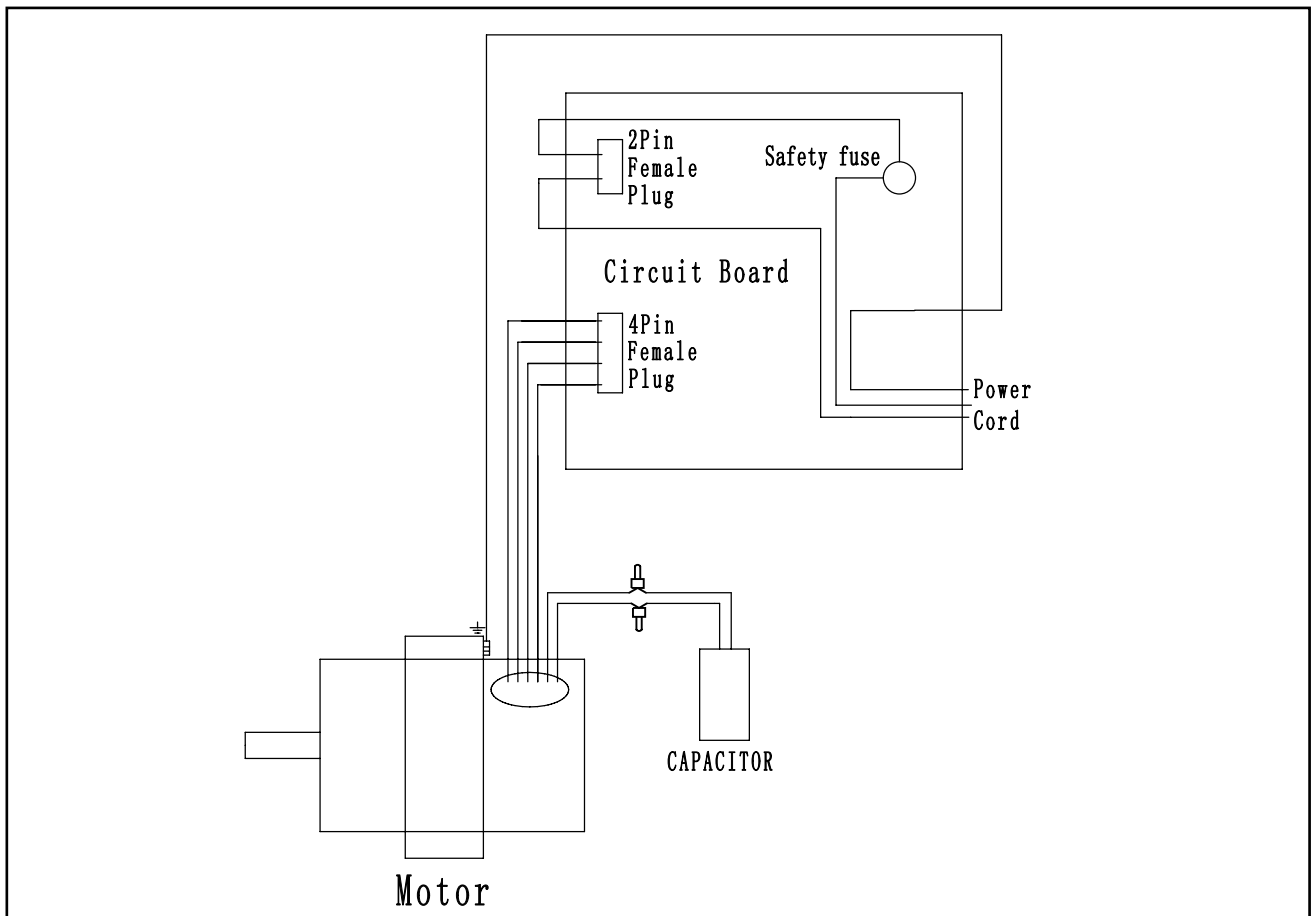 2Pin
Female
Plug
Safety fuse
Circuit Board
4Pin
Female
Plug
Power
Cord
CAPACITOR
Motor